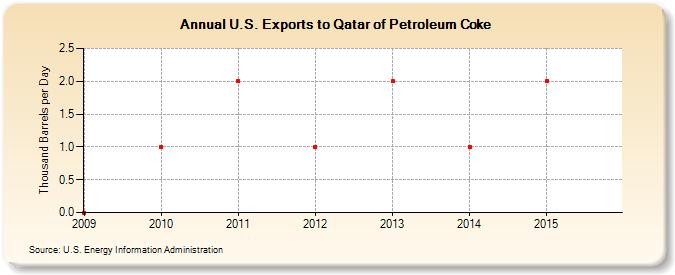 Annual U.S. Exports to Qatar of Petroleum Coke
Thousand Barrels per Day
2.5
2.0
1.5
1.0
0.5
0.0
2009 2010 2011 2012 2013 2014 2015
Source: U.S. Energy Information Administration